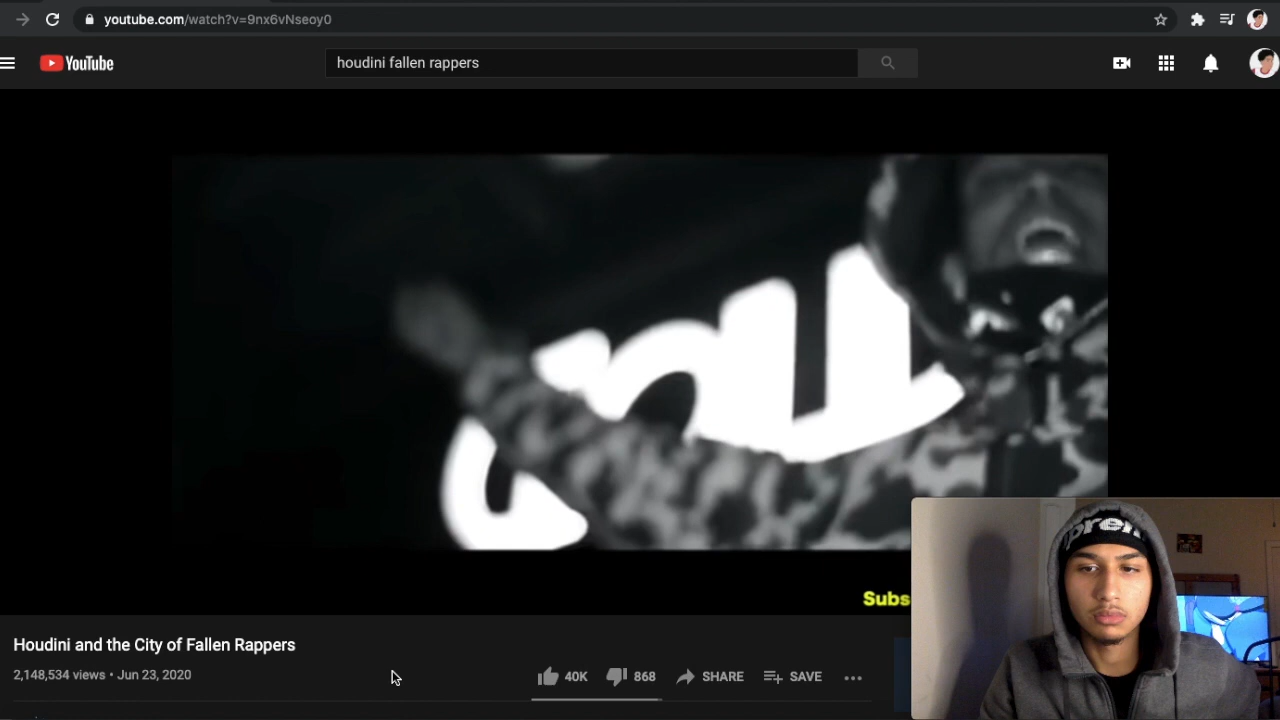 youtube.com/watch?v=9nx6vNseoy0
YouTube
houdini fallen rappers
Subs
Houdini and the City of Fallen Rappers
2,148,534 views • Jun 23, 2020
40K
868
SHARE
SAVE
uprem